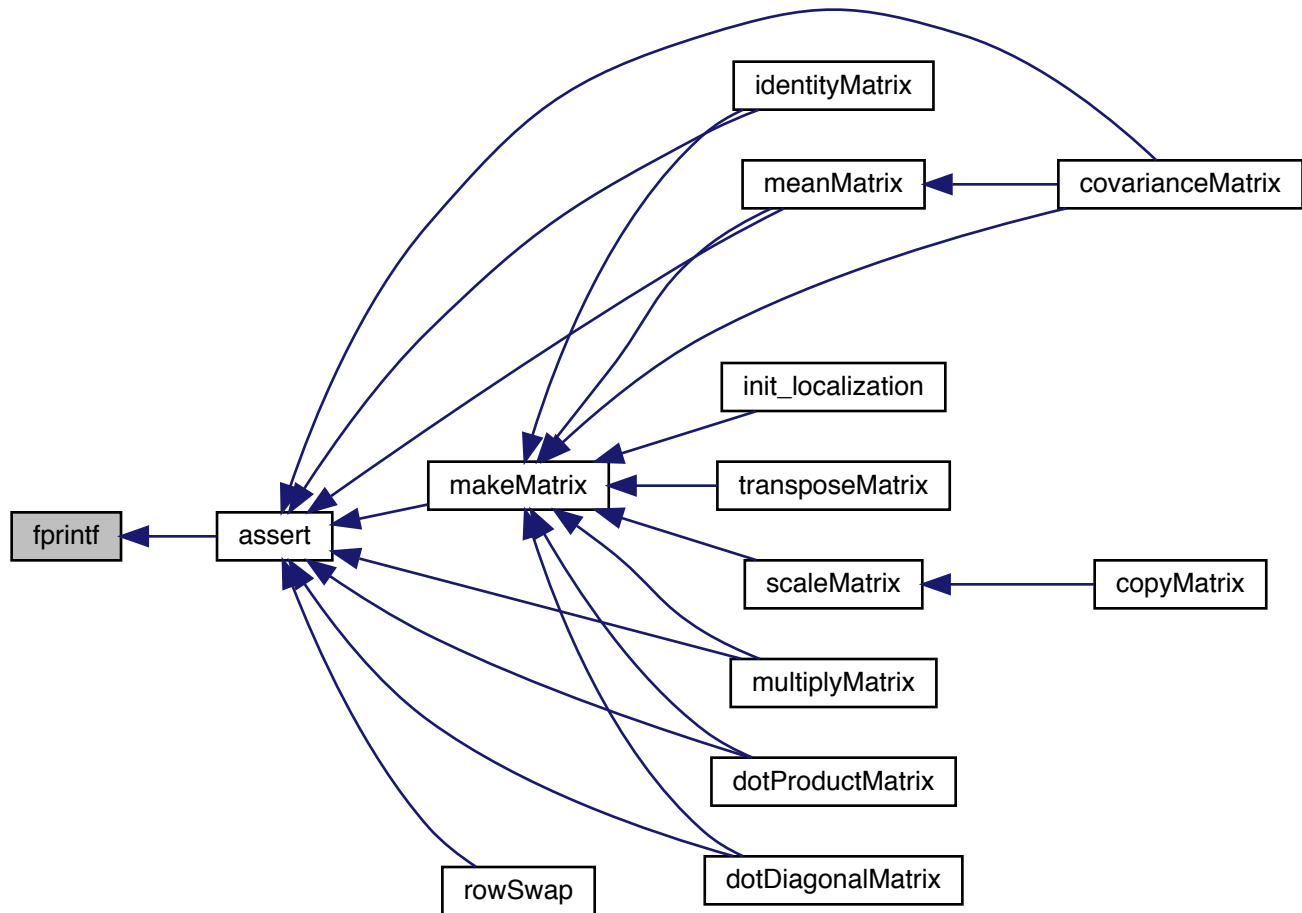 identityMatrix
meanMatrix
covarianceMatrix
init_localization
makeMatrix
transposeMatrix
fprintf
assert
scaleMatrix
copyMatrix
multiplyMatrix
dotProductMatrix
rowSwap
dotDiagonalMatrix